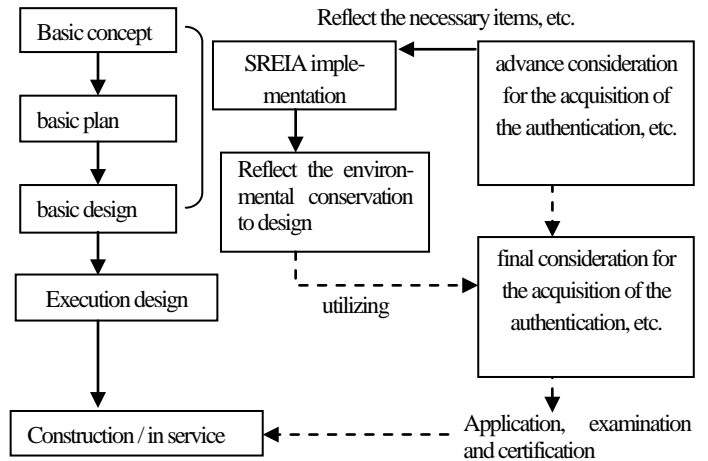 Basic concept
basic plan
basic design
Execution design
Construction / in service
Reflect the necessary items, etc.
SREIA imple-
mentation
Reflect the environ-
mental conservation
to design
utilizing
advance consideration
for the acquisition of
the authentication, etc.
final consideration for
the acquisition of the
authentication, etc.
Application, examination
and certification